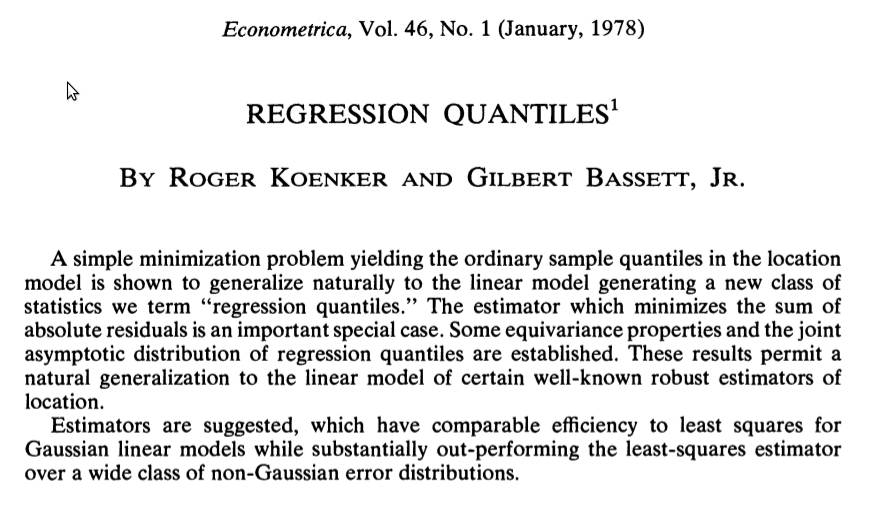 Econometrica, Vol. 46, No. 1 (January, 1978)
REGRESSION QUANTILES¹
BY ROGER KOENKER AND GILBERT BASSETT, JR.
A simple minimization problem yielding the ordinary sample quantiles in the location
model is shown to generalize naturally to the linear model generating a new class of
statistics we term “regression quantiles.” The estimator which minimizes the sum of
absolute residuals is an important special case. Some equivariance properties and the joint
asymptotic distribution of regression quantiles are established. These results permit a
natural generalization to the linear model of certain well-known robust estimators of
location.
Estimators are suggested, which have comparable efficiency to least squares for
Gaussian linear models while substantially out-performing the least-squares estimator
over a wide class of non-Gaussian error distributions.